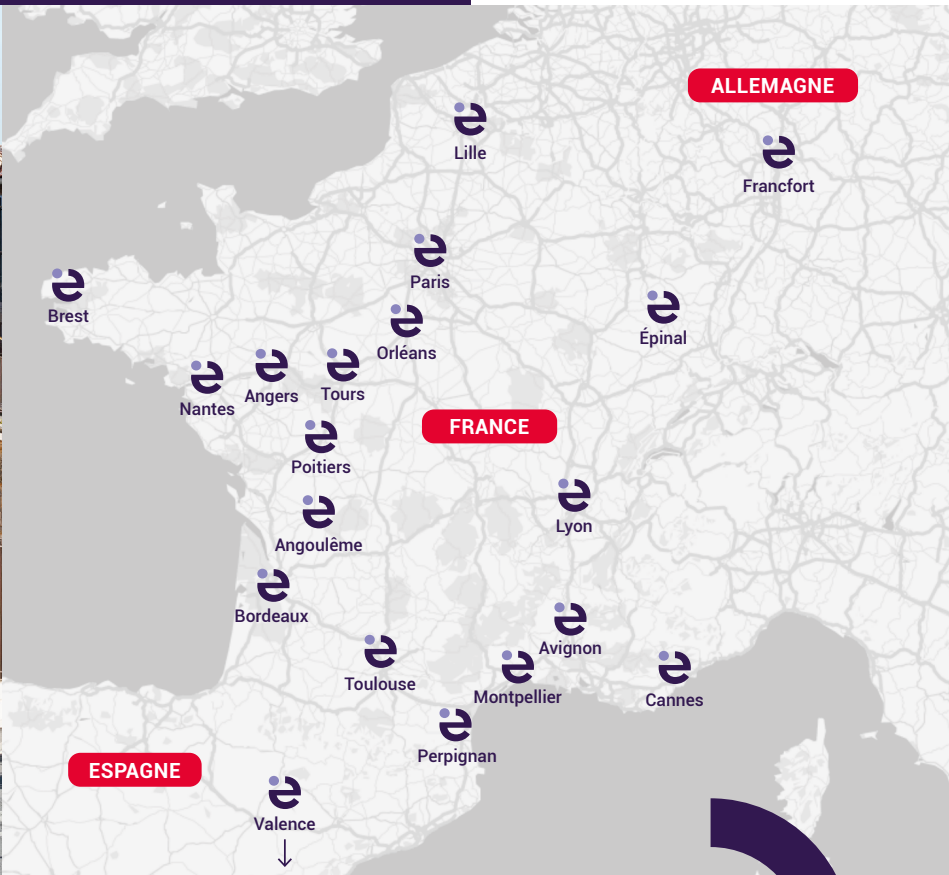 ALLEMAGNE
Lille
Francfort
Paris
Brest
Épinal
Orléans
Angers
Tours
Nantes
FRANCE
Poitiers
Lyon
Angoulême
Bordeaux
Avignon
Toulouse
Montpellier
Cannes
Perpignan
ESPAGNE
Valence